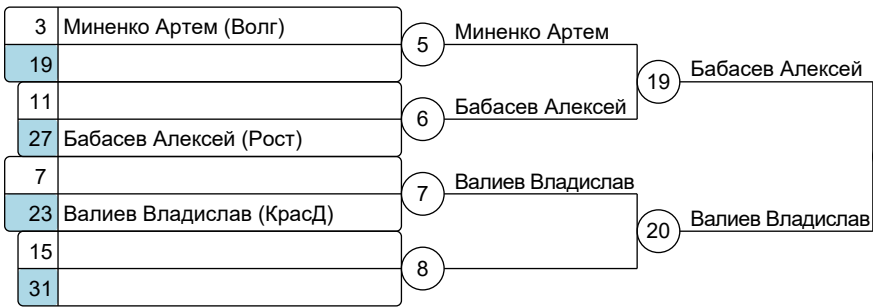 3 Миненко Артем (Волг)
19
11
27 Бабасев Алексей (Рост)
7
23 Валиев Владислав (КрасД)
15
31
5 Миненко Артем
6 Бабасев Алексей
7 Валиев Владислав
8
19 Бабасев Алексей
20 Валиев Владислав